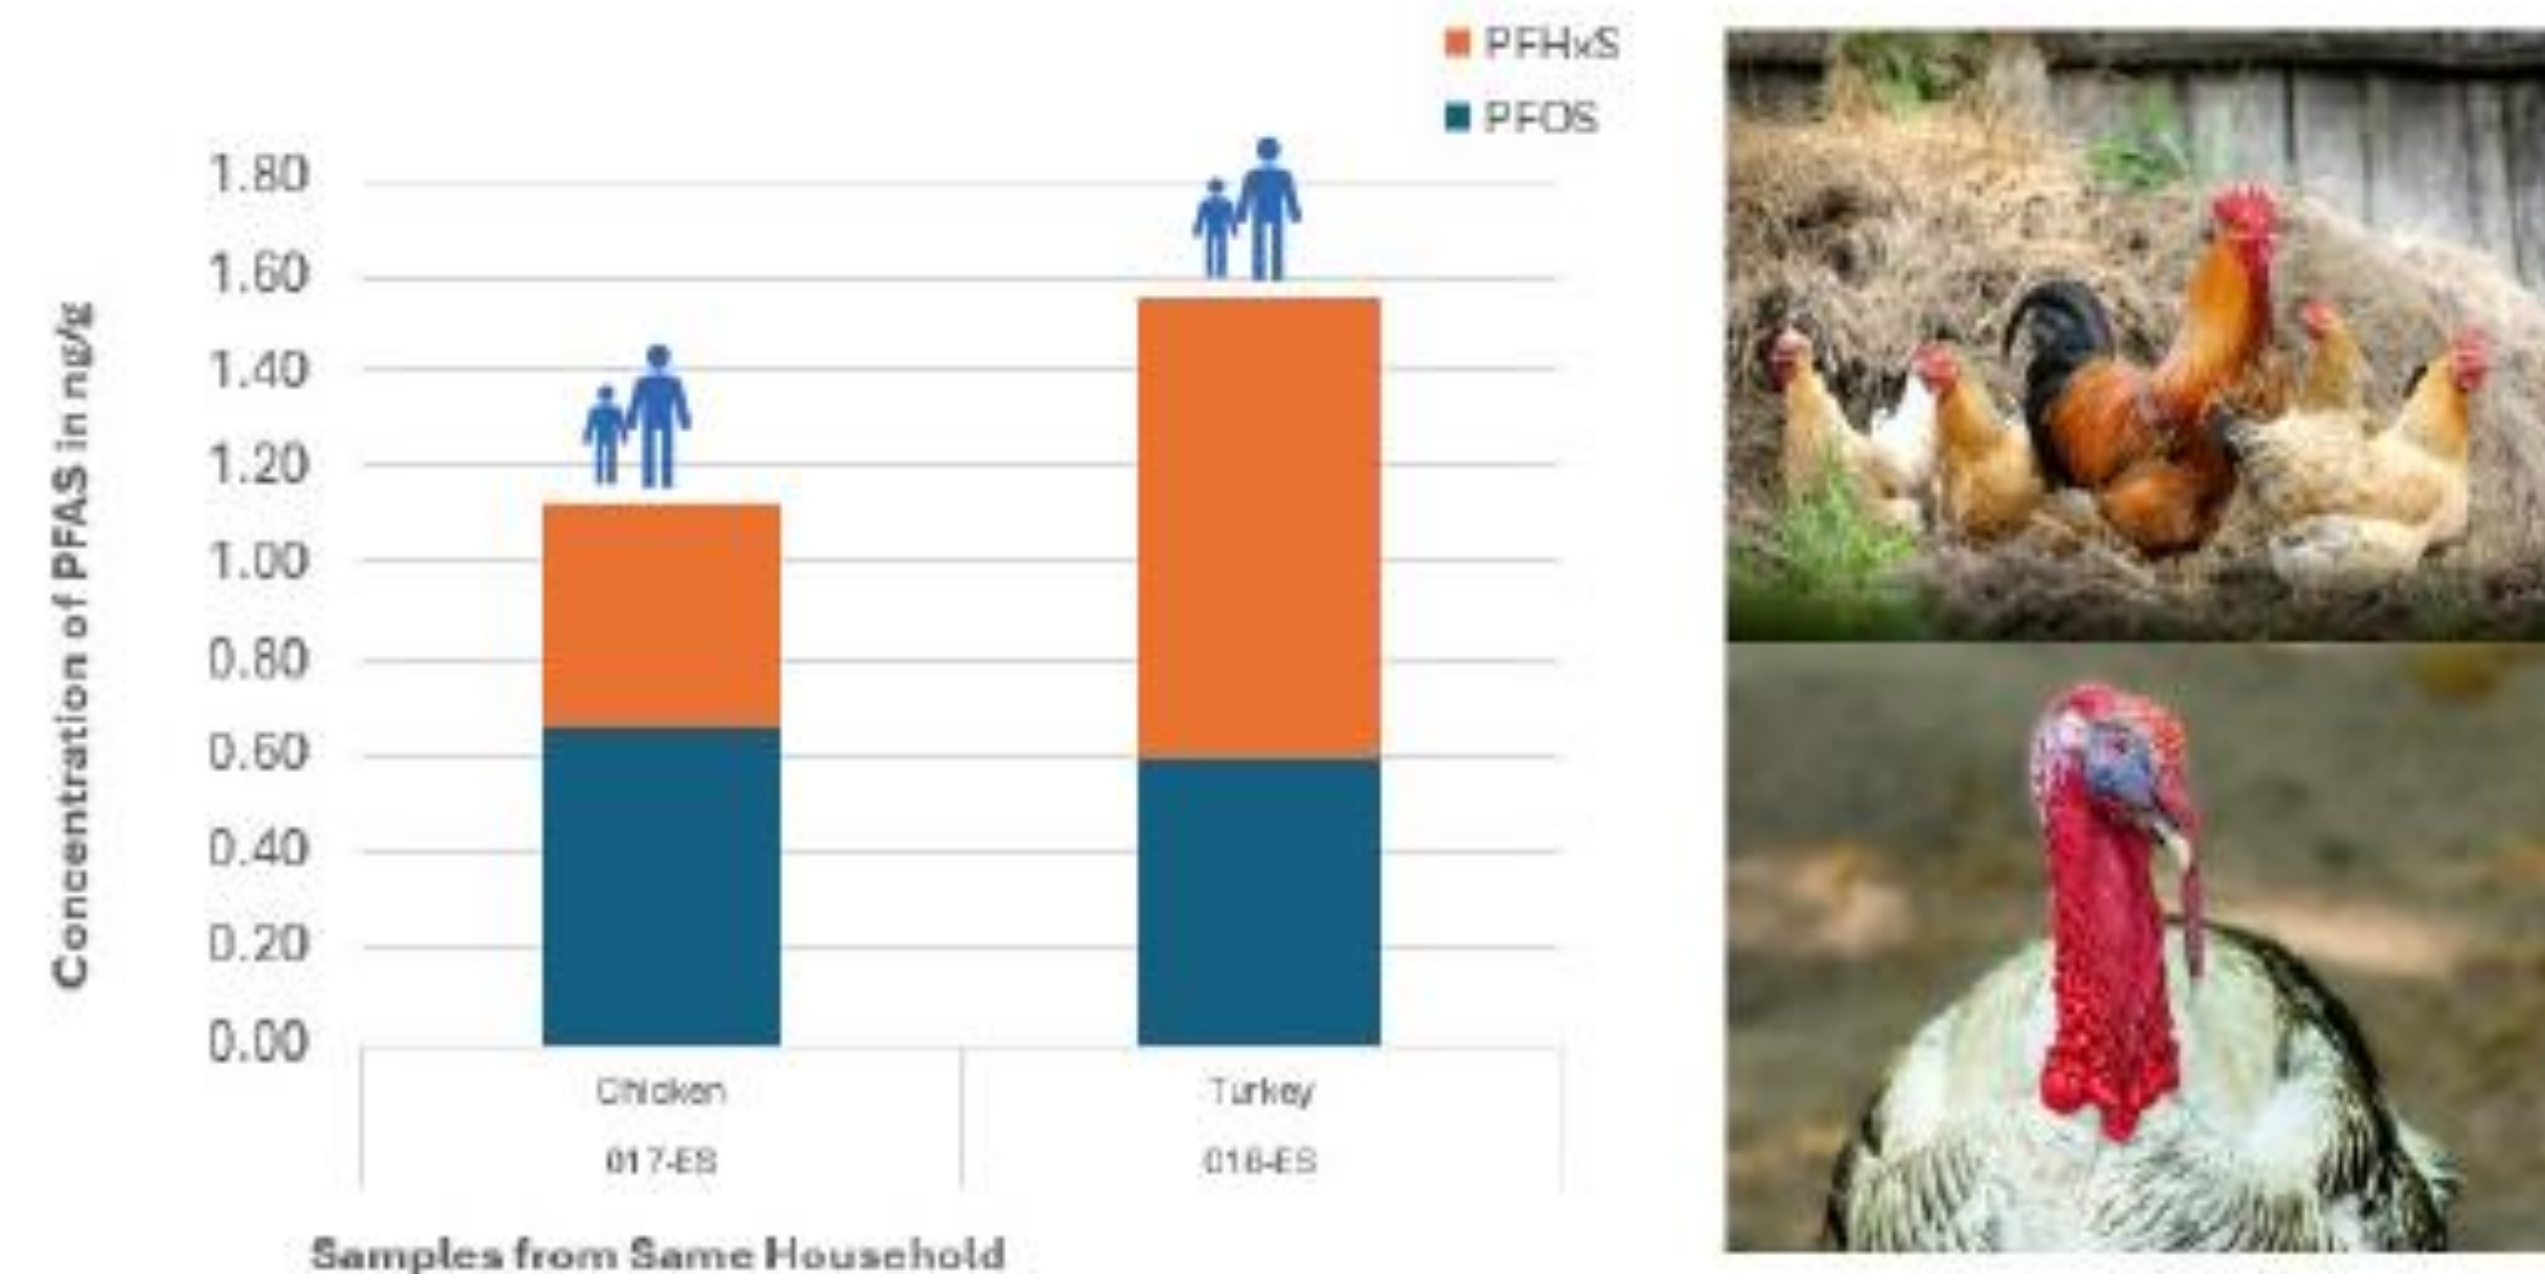 PFHxS
PFOS
1.80
1.60
1.40
1.20
1.00
0.80
0.60
0.40
0.20
0.00
Concentration of PFAS in ng/g
Chicken
Turkey
017-ES
Samples from Same Household